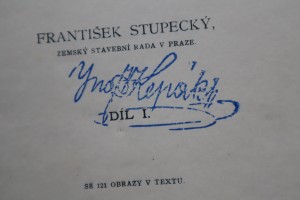 FRANTIŠEK STUPECKÝ,
ZEMSKÝ STAVEBNÍ RADA V PRAZE.
DÍL I.
SE 121 OBRAZY V TEXTU.